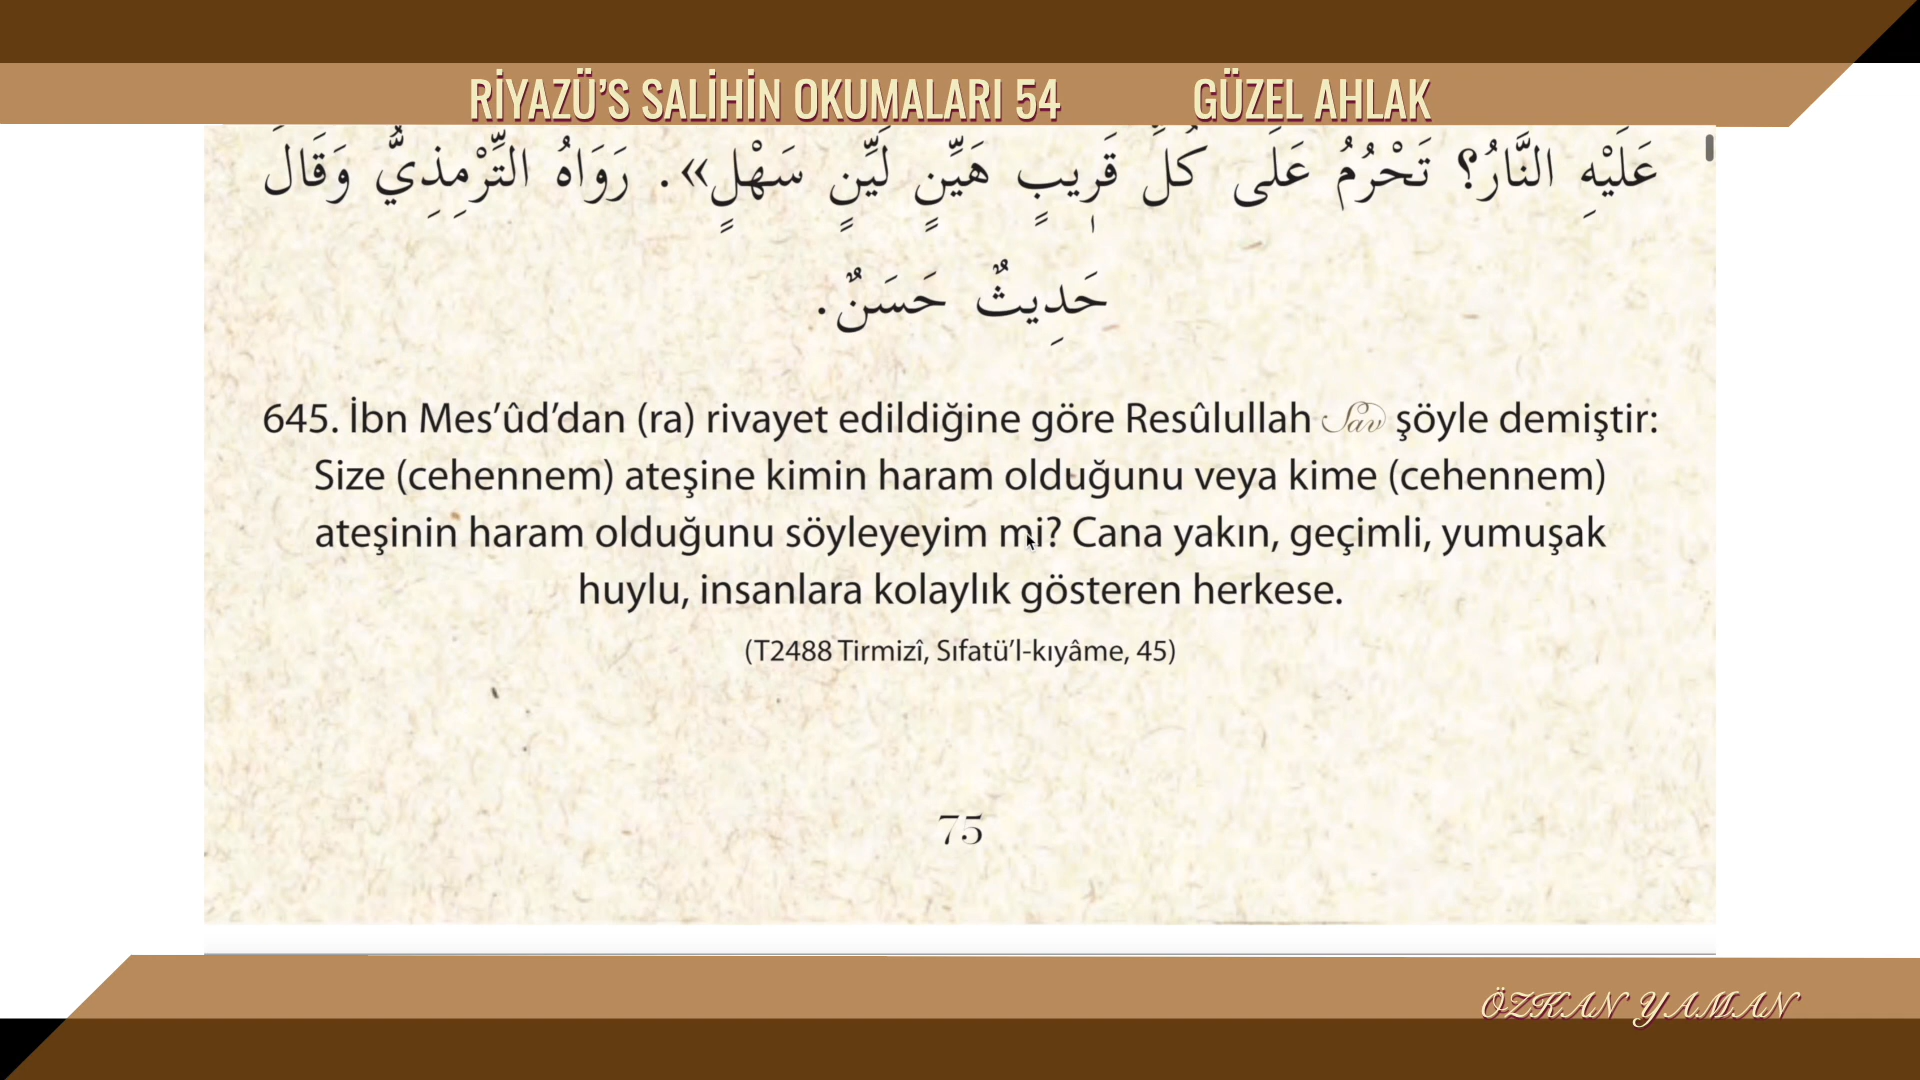 RİYAZÜ’S SALİHİN OKUMALARI 54 GÜZEL AHLAK
عَلَيْهِ النَّارُ؟ تَحْرُمُ عَلَى كُلِّ قَرِيبٍ هَيِّنٍ لَيِّنٍ سَهْلٍ». رَوَاهُ التِّرْمِذِيُّ وَقَالَ
حَدِيثٌ حَسَنٌ.
645. İbn Mes’ûd’dan (ra) rivayet edildiğine göre Resûlullah Sav şöyle demiştir:
Size (cehennem) ateşine kimin haram olduğunu veya kime (cehennem)
ateşinin haram olduğunu söyleyeyim mi? Cana yakın, geçimli, yumuşak
huylu, insanlara kolaylık gösteren herkese.
(T2488 Tirmizî, Sıfatü’l-kıyâme, 45)
75
ÖZKAN YAMAN